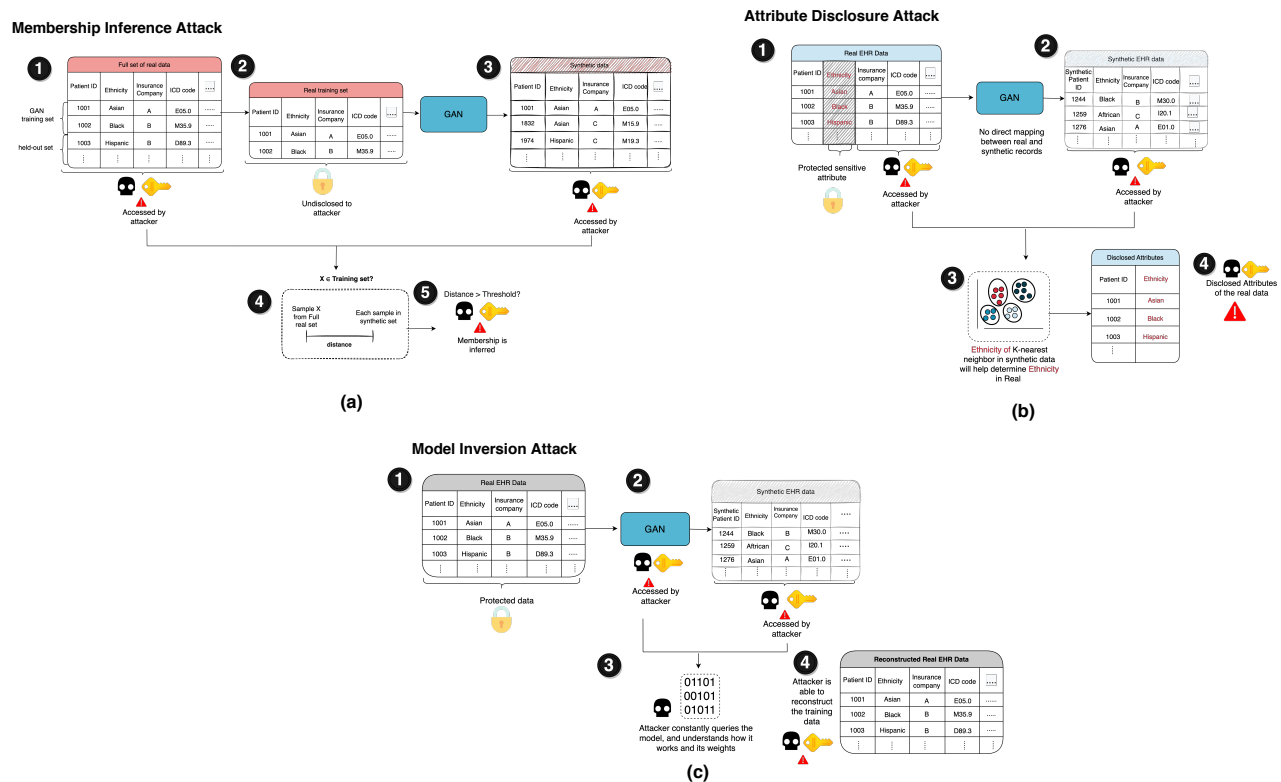 Membership Inference Attack
1
Full set of real data
Patient ID Ethnicity Insurance Company ICD code ....
1001 Asian A E05.0 .....
1002 Black B M35.9 ....
1003 Hispanic B D89.3 ....
GAN training set
held-out set
Accessed by attacker
2
Real training set
Patient ID Ethnicity Insurance Company ICD code ....
1001 Asian A E05.0 .....
1002 Black B M35.9 ....
Undisclosed to attacker
GAN
3
Synthetic data
Patient ID Ethnicity Insurance Company ICD code ....
1001 Asian A E05.0 .....
1832 Asian C M15.9 ....
1974 Hispanic C M19.3 ....
Accessed by attacker
X ∈ Training set?
4
Sample X from Full real set
Each sample in synthetic set
distance
5
Distance > Threshold?
Membership is inferred
(a)
Attribute Disclosure Attack
1
Real EHR Data
Patient ID Ethnicity Insurance company ICD code ....
1001 Asian A E05.0 .....
1002 Black B M35.9 ....
1003 Hispanic B D89.3 ....
Protected sensitive attribute
Accessed by attacker
GAN
No direct mapping between real and synthetic records
2
Synthetic EHR data
Synthetic Patient ID Ethnicity Insurance Company ICD code ....
1244 Black B M30.0 ....
1259 Aftrican C I20.1 ....
1276 Asian A E01.0 ....
Accessed by attacker
3
Ethnicity of K-nearest
neighbor in synthetic data
will help determine Ethnicity
in Real
Disclosed Attributes
Patient ID Ethnicity
1001 Asian
1002 Black
1003 Hispanic
4
Disclosed Attributes
of the real data
(b)
Model Inversion Attack
1
Real EHR Data
Patient ID Ethnicity Insurance company ICD code ....
1001 Asian A E05.0 .....
1002 Black B M35.9 ....
1003 Hispanic B D89.3 ....
Protected data
2
GAN
Accessed by attacker
Synthetic EHR data
Synthetic Patient ID Ethnicity Insurance Company ICD code ....
1244 Black B M30.0 ....
1259 Aftrican C I20.1 ....
1276 Asian A E01.0 ....
Accessed by attacker
3
01101
00101
01011
Attacker constantly queries the
model, and understands how it
works and its weights
4
Attacker is
able to
reconstruct
the training
data
Reconstructed Real EHR Data
Patient ID Ethnicity Insurance company ICD code ....
1001 Asian A E05.0 ......
1002 Black B M35.9 .....
1003 Hispanic B D89.3 .....
(c)